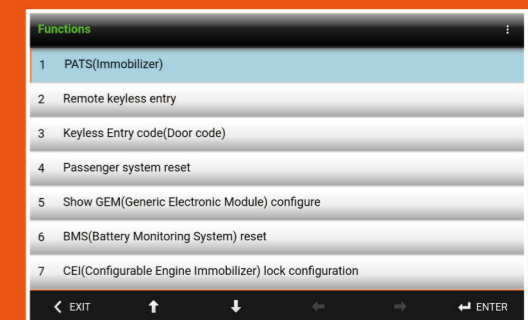 Functions
1 PATS(Immobilizer)
2 Remote keyless entry
3 Keyless Entry code(Door code)
4 Passenger system reset
5 Show GEM(Generic Electronic Module) configure
6 BMS(Battery Monitoring System) reset
7 CEI(Configurable Engine Immobilizer) lock configuration
EXIT ENTER